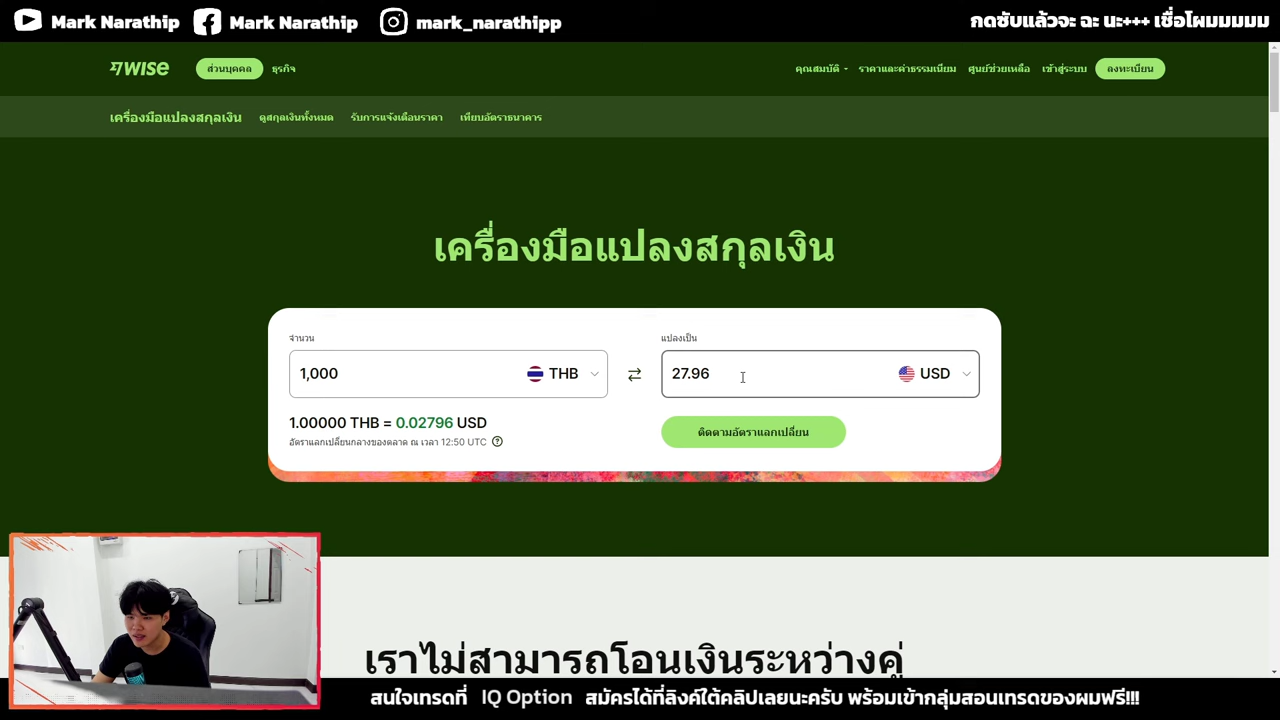 Mark Narathip Mark Narathip mark_narathipp กดซับแล้วจะ ฉะ นะ+++ เชื่อโผมมมมม
WISE ส่วนบุคคล ธุรกิจ คุณสมบัติ ราคาและค่าธรรมเนียม ศูนย์ช่วยเหลือ เข้าสู่ระบบ ลงทะเบียน
เครื่องมือแปลงสกุลเงิน ดูสกุลเงินทั้งหมด รับการแจ้งเตือนราคา เทียบอัตราธนาคาร
เครื่องมือแปลงสกุลเงิน
จำนวน แปลงเป็น
1,000 THB 27.96 USD
1.00000 THB = 0.02796 USD
อัตราแลกเปลี่ยนกลางของตลาด ณ เวลา 12:50 UTC
ติดตามอัตราแลกเปลี่ยน
เราไม่สามารถโอนเงินระหว่างคู่
สนใจเทรดที่ IQ Option สมัครได้ที่ลิงค์ใต้คลิปเลยนะครับ พร้อมเข้ากลุ่มสอนเทรดของผมฟรี!!!